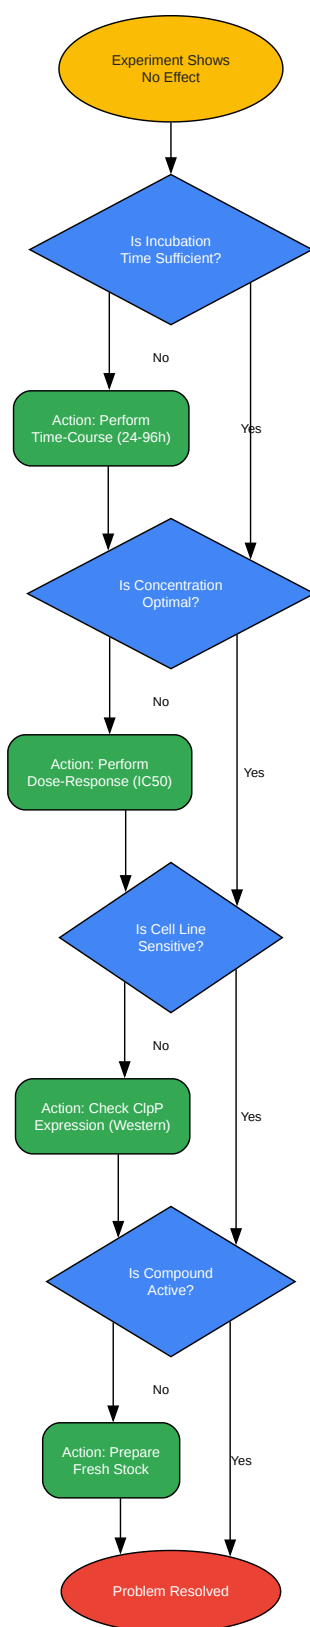 Experiment Shows
No Effect
Is Incubation
Time Sufficient?
No
Action: Perform
Time-Course (24-96h)
Yes
Is Concentration
Optimal?
No
Action: Perform
Dose-Response (IC50)
Yes
Is Cell Line
Sensitive?
No
Action: Check ClpP
Expression (Western)
Yes
Is Compound
Active?
No
Action: Prepare
Fresh Stock
Yes
Problem Resolved